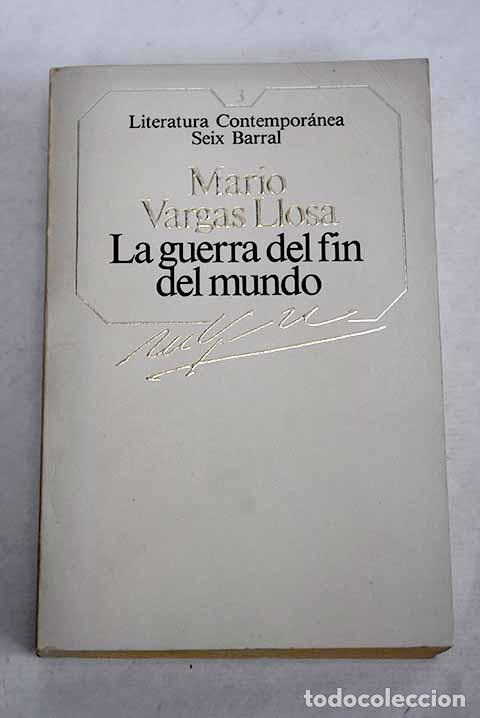 3
Literatura Contemporánea
Seix Barral
Mario
Vargas Llosa
La guerra del fin
del mundo
todocoleccion